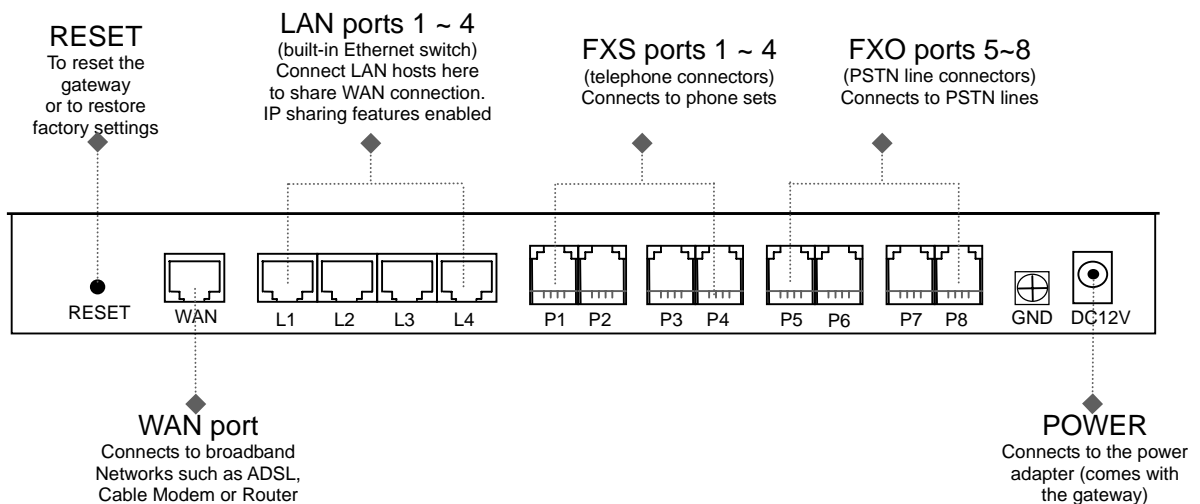 RESET
To reset the
gateway
or to restore
factory settings
LAN ports 1 ~ 4
(built-in Ethernet switch)
Connect LAN hosts here
to share WAN connection.
IP sharing features enabled
FXS ports 1 ~ 4
(telephone connectors)
Connects to phone sets
FXO ports 5~8
(PSTN line connectors)
Connects to PSTN lines
RESET
WAN
L1
L2
L3
L4
P1
P2
P3
P4
P5
P6
P7
P8
GND
DC12V
WAN port
Connects to broadband
Networks such as ADSL,
Cable Modem or Router
POWER
Connects to the power
adapter (comes with
the gateway)